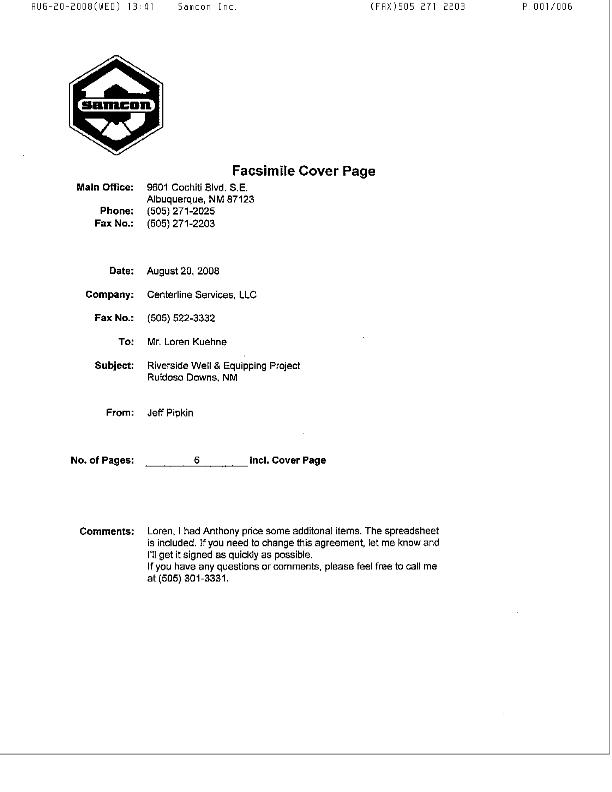 AUG-20-2008(WED) 13:41 Samcon Inc. (FAX)505 271 2203 P.001/006
Samcon
Facsimile Cover Page
Main Office: 9601 Cochiti Blvd. S.E.
Albuquerque, NM 87123
Phone: (505) 271-2025
Fax No.: (505) 271-2203
Date: August 20, 2008
Company: Centerline Services, LLC
Fax No.: (505) 522-3332
To: Mr. Loren Kuehne
Subject: Riverside Well & Equipping Project
Ruidoso Downs, NM
From: Jeff Pipkin
No. of Pages: 6 incl. Cover Page
Comments: Loren, I had Anthony price some additonal items. The spreadsheet
is included. If you need to change this agreement, let me know and
I'll get it signed as quickly as possible.
If you have any questions or comments, please feel free to call me
at (505) 301-3331.